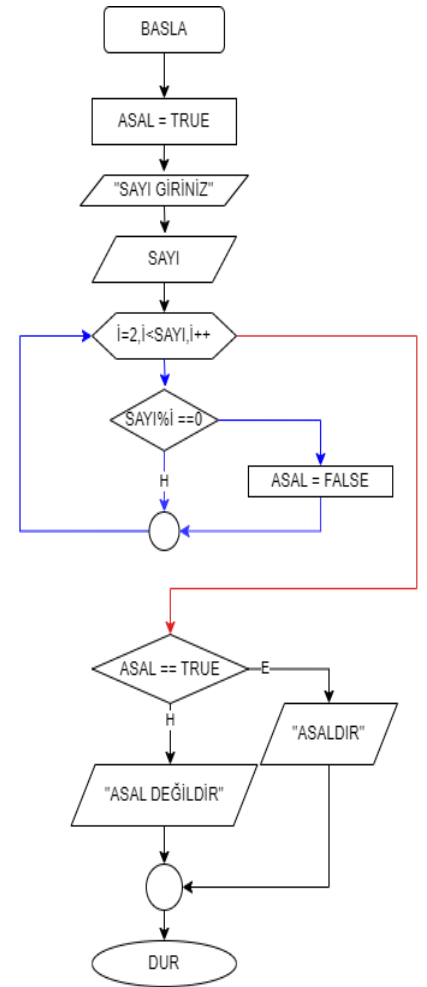 BASLA
ASAL = TRUE
"SAYI GİRİNİZ"
SAYI
İ=2,İ<SAYI,İ++
SAYI%İ ==0
H
ASAL = FALSE
ASAL == TRUE
E
H
"ASALDIR"
"ASAL DEĞİLDİR"
DUR